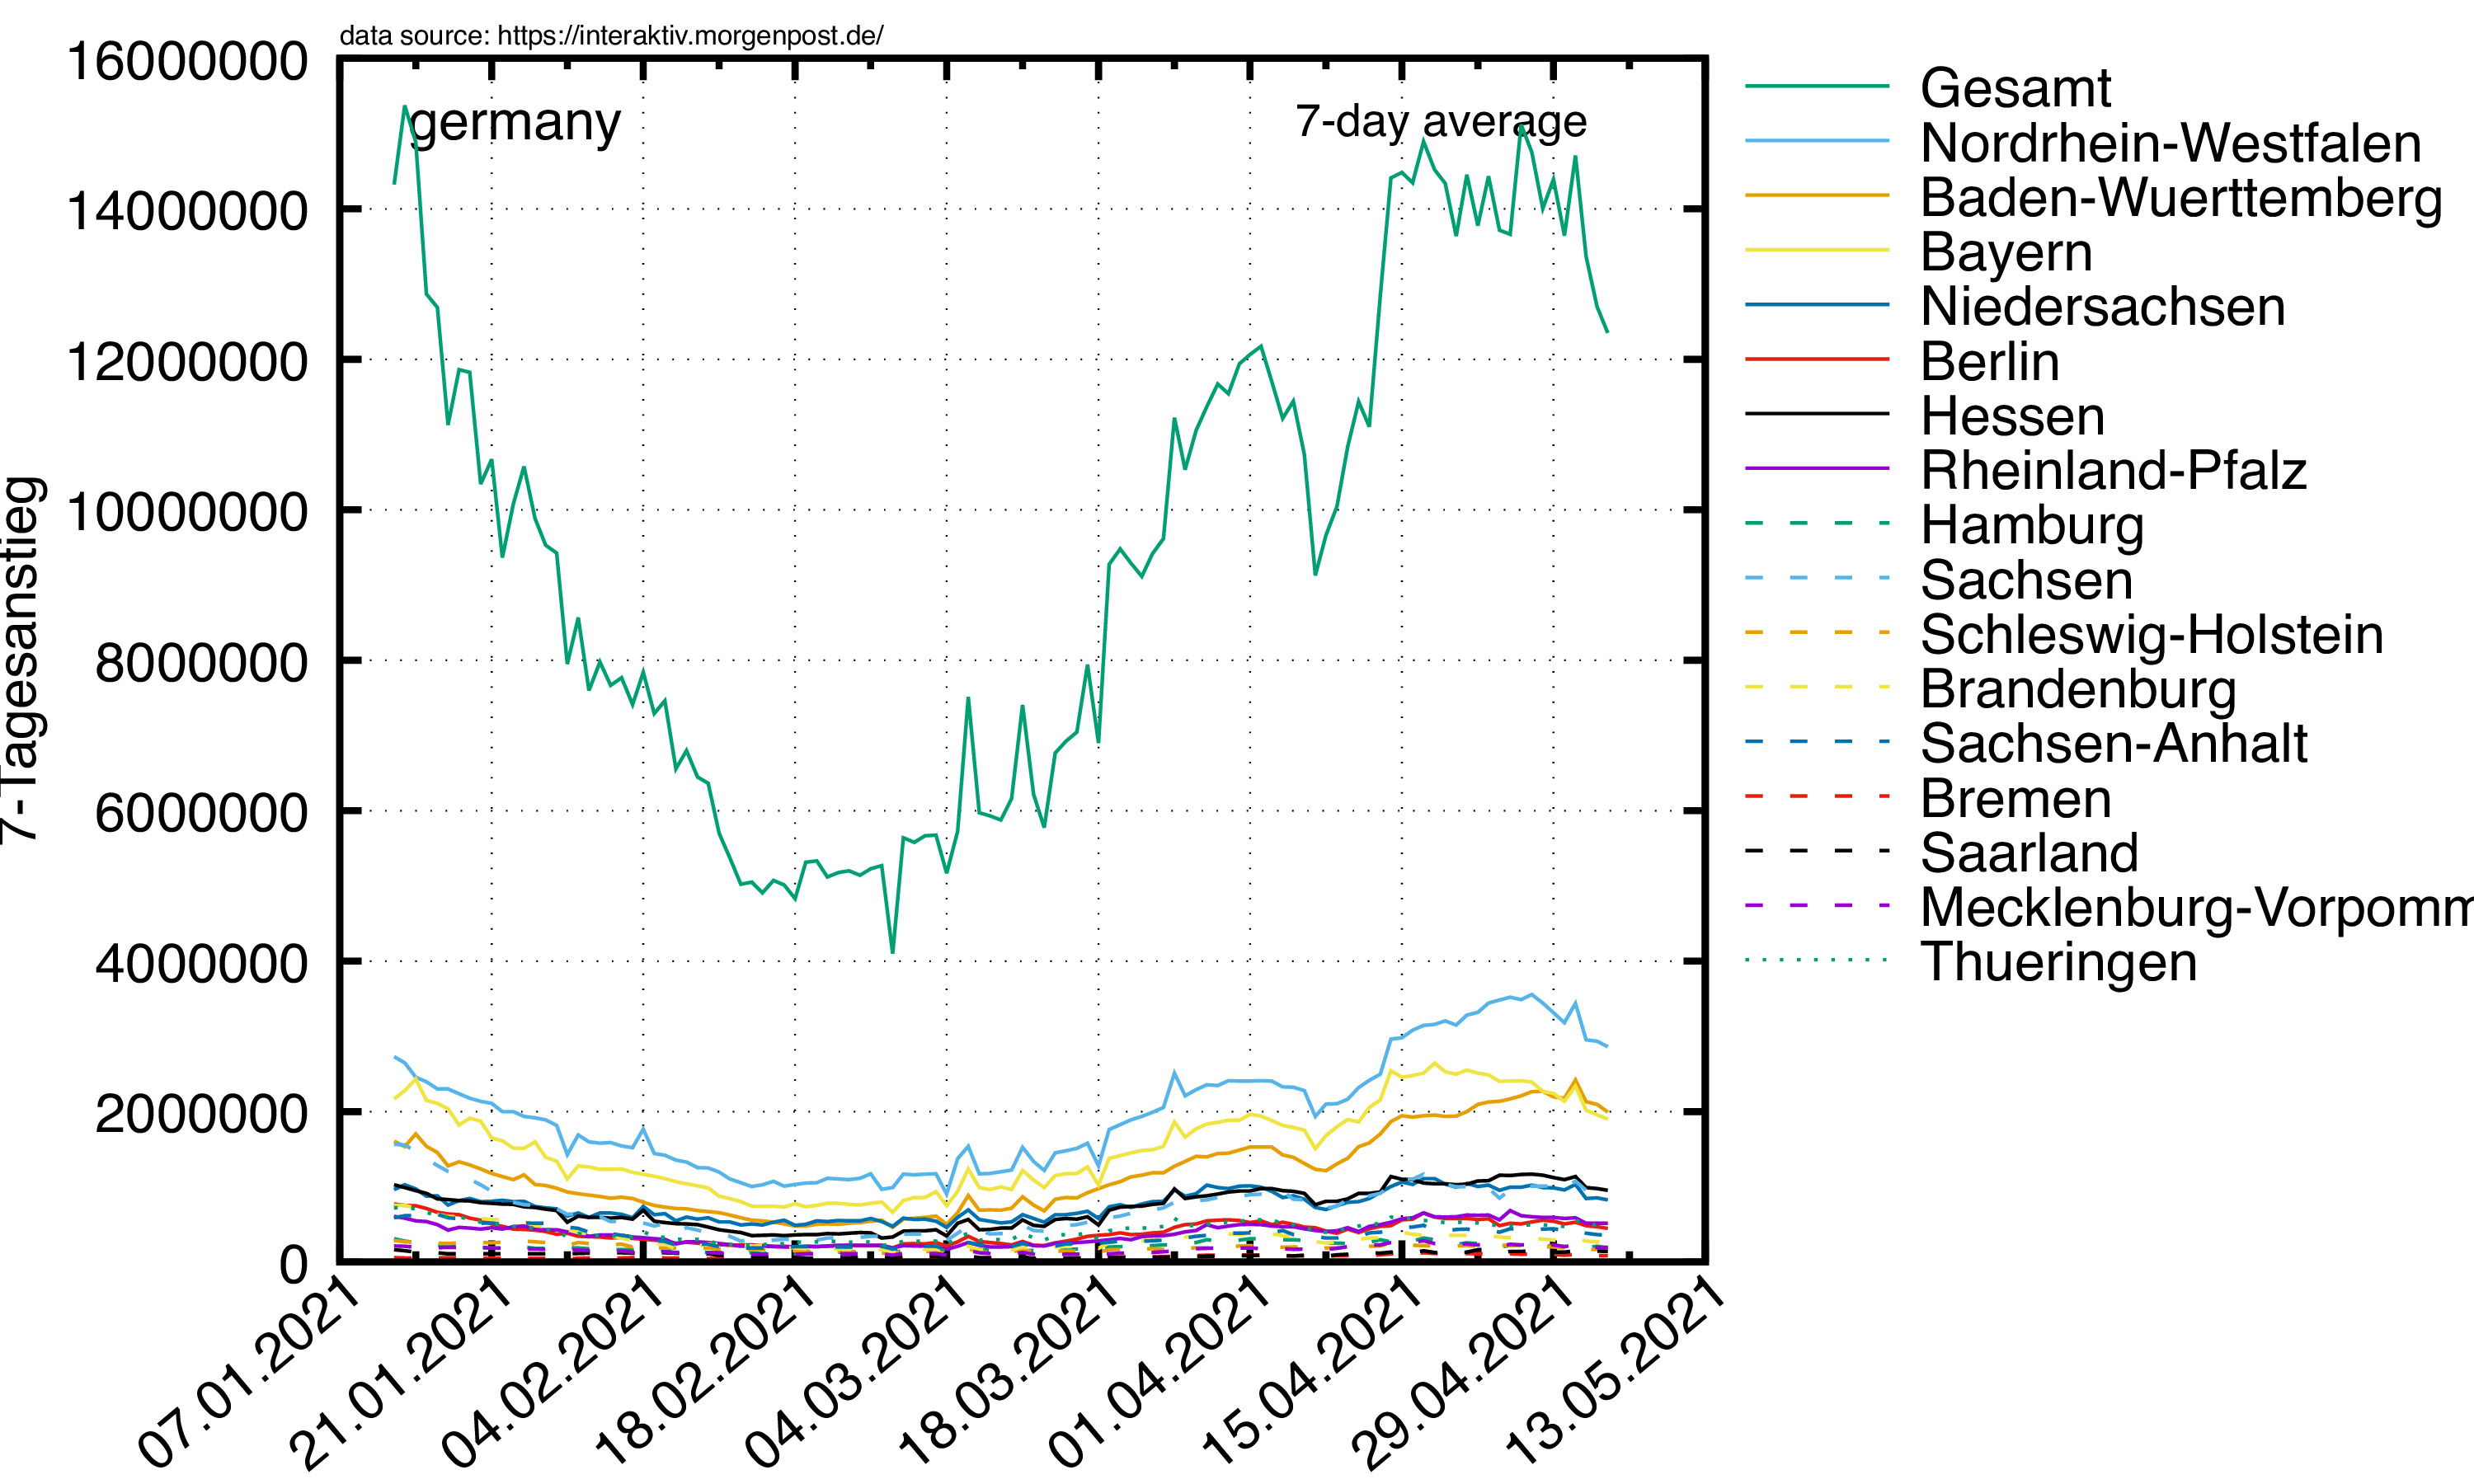 data source: https://interaktiv.morgenpost.de/
germany
7-day average
7-Tagesanstieg
16000000
14000000
12000000
10000000
8000000
6000000
4000000
2000000
0
07.01.2021
21.01.2021
04.02.2021
18.02.2021
04.03.2021
18.03.2021
01.04.2021
15.04.2021
29.04.2021
13.05.2021
Gesamt
Nordrhein-Westfalen
Baden-Wuerttemberg
Bayern
Niedersachsen
Berlin
Hessen
Rheinland-Pfalz
Hamburg
Sachsen
Schleswig-Holstein
Brandenburg
Sachsen-Anhalt
Bremen
Saarland
Mecklenburg-Vorpomm
Thueringen